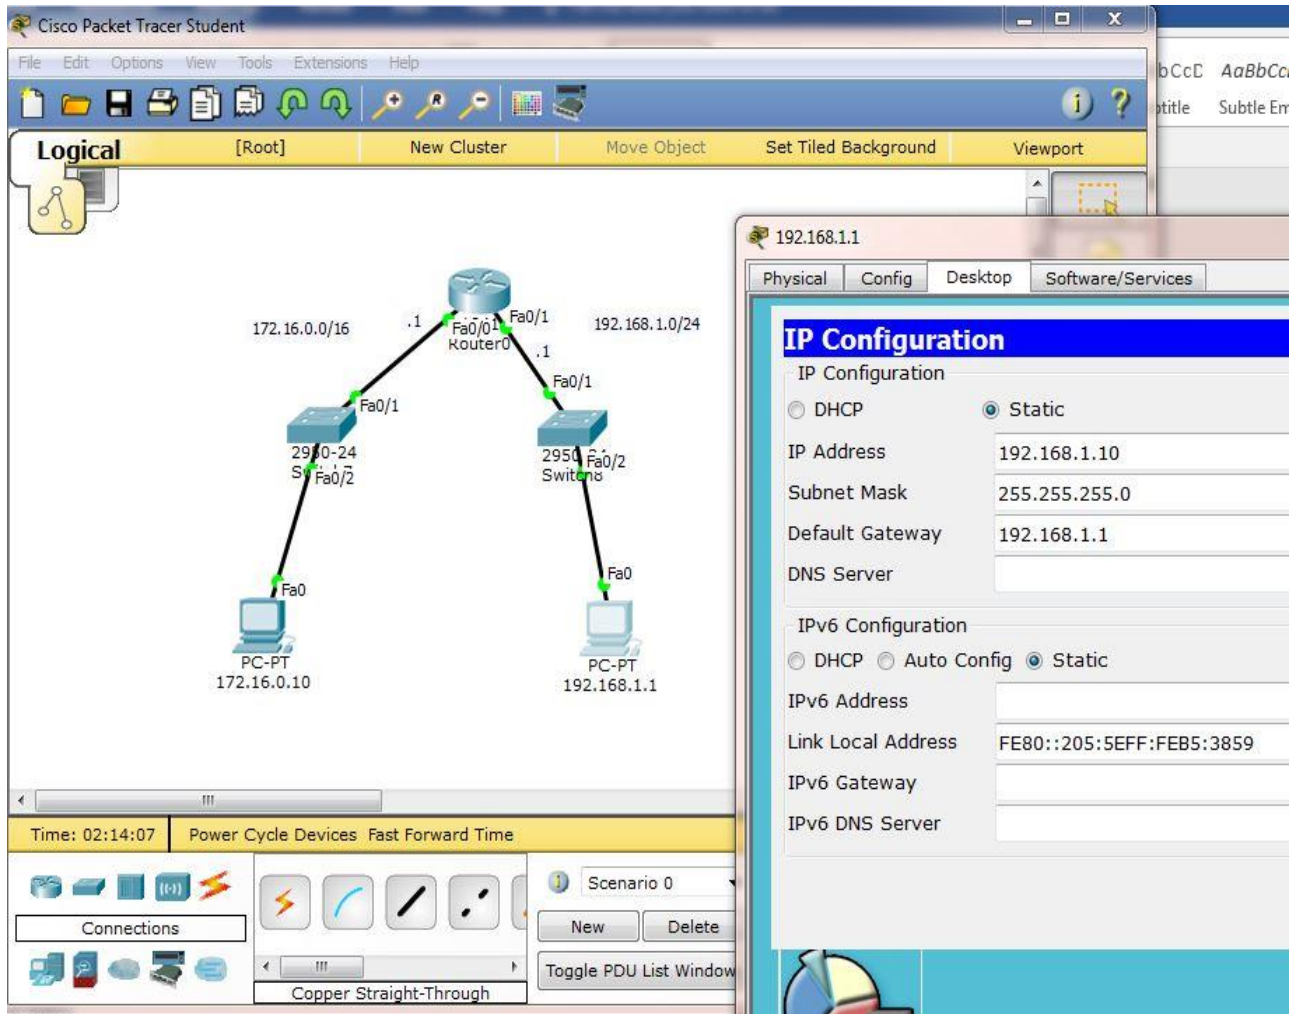 Cisco Packet Tracer Student
File Edit Options View Tools Extensions Help
Logical [Root] New Cluster Move Object Set Tiled Background Viewport
bCcD AaBbCc
Subtle Em
192.168.1.1
Physical Config Desktop Software/Services
172.16.0.0/16 .1 Fa0/0 Fa0/1 192.168.1.0/24
Router0 .1
Fa0/1
Fa0/1
2950-24
Fa0/2
2950 Fa0/2
Switch8
Fa0
Fa0
PC-PT
172.16.0.10
PC-PT
192.168.1.1
IP Configuration
IP Configuration
DHCP Static
IP Address 192.168.1.10
Subnet Mask 255.255.255.0
Default Gateway 192.168.1.1
DNS Server
IPv6 Configuration
DHCP Auto Config Static
IPv6 Address
Link Local Address FE80::205:5EFF:FEB5:3859
IPv6 Gateway
IPv6 DNS Server
Time: 02:14:07 Power Cycle Devices Fast Forward Time
Connections
Copper Straight-Through
Scenario 0
New Delete
Toggle PDU List Window